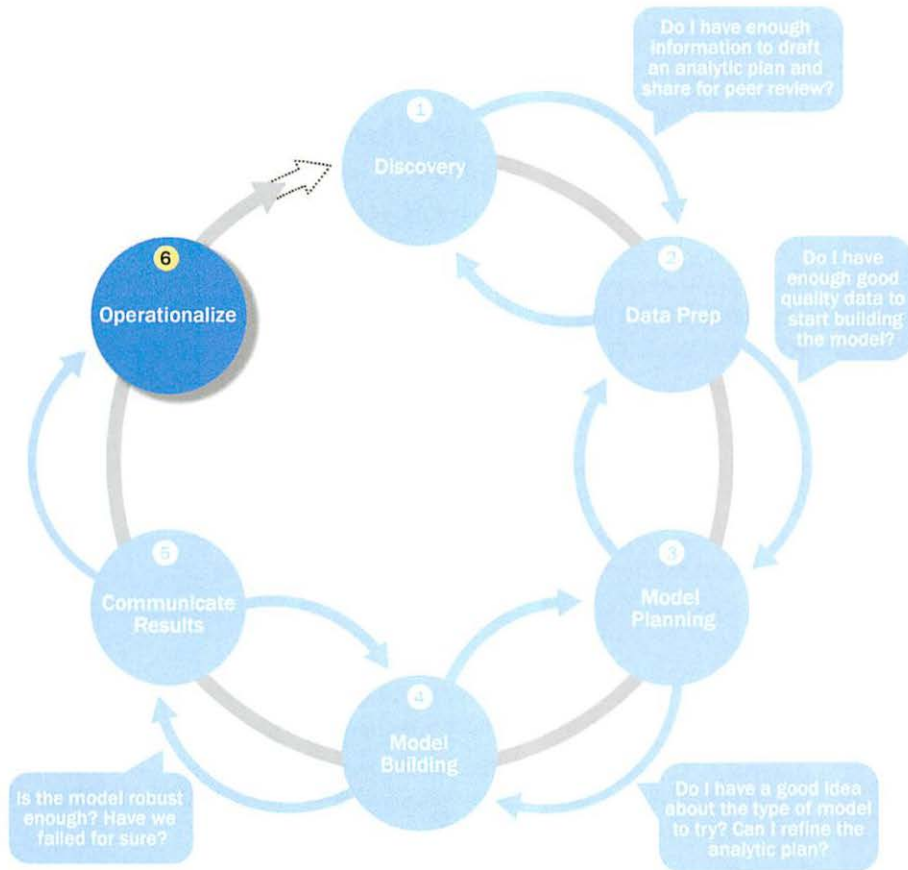 Do I have enough
information to draft
an analytic plan and
share for peer review?
1
Discovery
6
Operationalize
2
Data Prep
Do I have
enough good
quality data to
start building
the model?
5
Communicate
Results
3
Model
Planning
4
Model
Building
Is the model robust
enough? Have we
failed for sure?
Do I have a good idea
about the type of model
to try? Can I refine the
analytic plan?